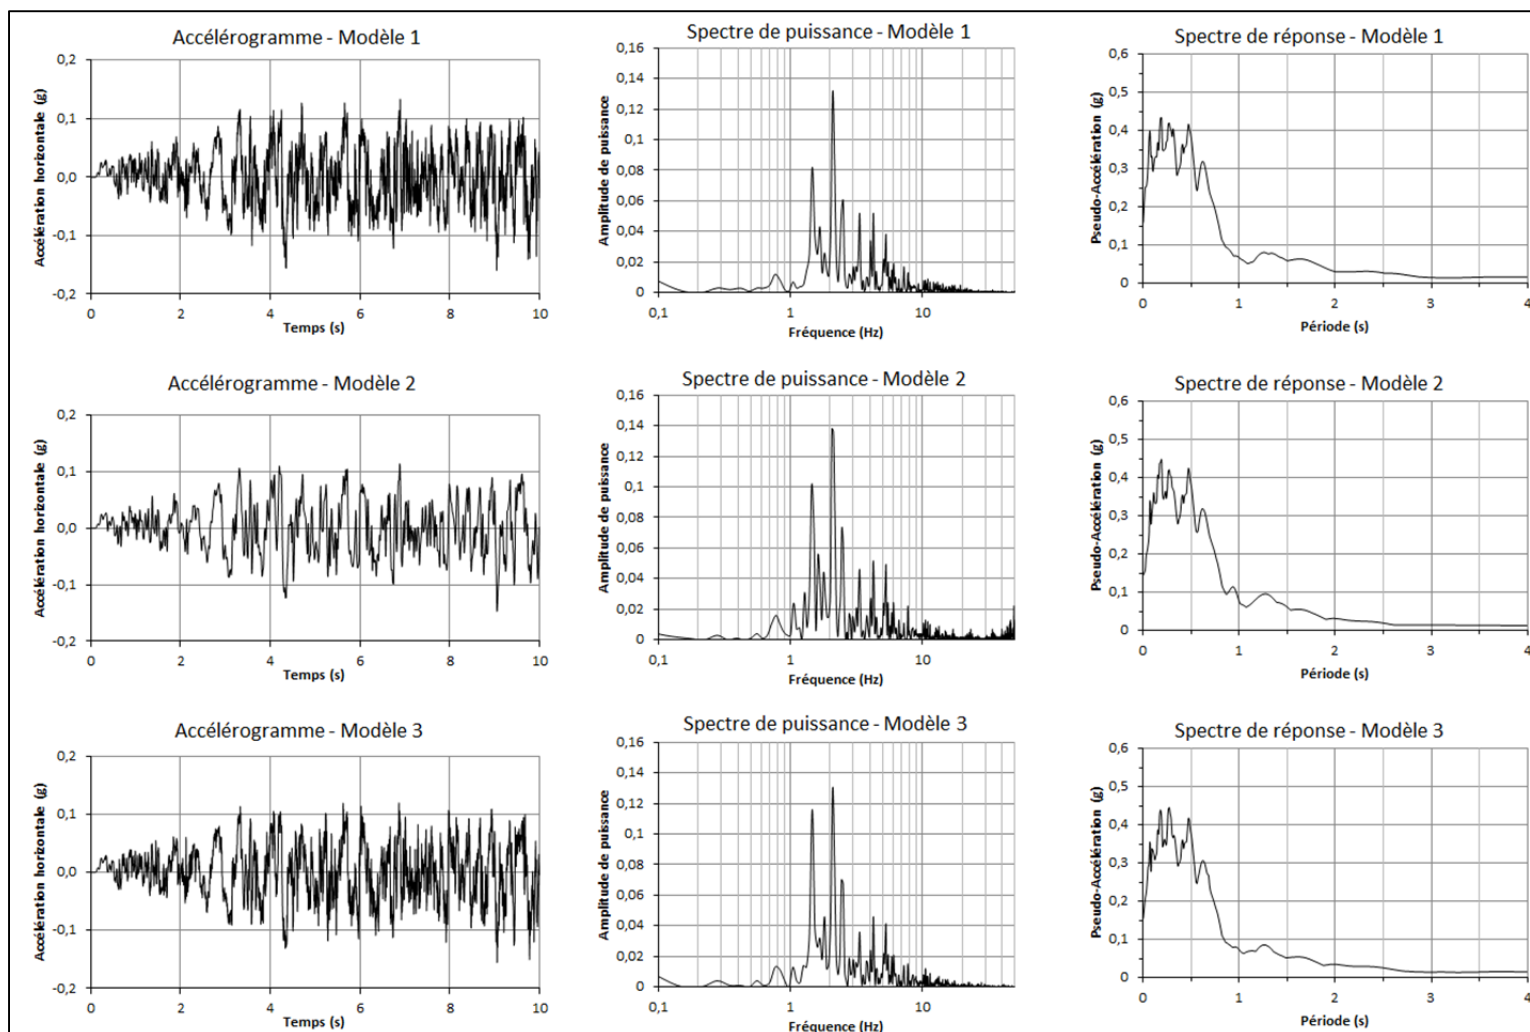 Accélérogramme - Modèle 1
Accélération horizontale (g)
0,2
0,1
0,0
-0,1
-0,2
0 2 4 6 8 10
Temps (s)
Spectre de puissance - Modèle 1
Amplitude de puissance
0,16
0,14
0,12
0,1
0,08
0,06
0,04
0,02
0
0,1 1 10
Fréquence (Hz)
Spectre de réponse - Modèle 1
Pseudo-Accélération (g)
0,6
0,5
0,4
0,3
0,2
0,1
0
0 1 2 3 4
Période (s)
Accélérogramme - Modèle 2
Accélération horizontale (g)
0,2
0,1
0,0
-0,1
-0,2
0 2 4 6 8 10
Temps (s)
Spectre de puissance - Modèle 2
Amplitude de puissance
0,16
0,14
0,12
0,1
0,08
0,06
0,04
0,02
0
0,1 1 10
Fréquence (Hz)
Spectre de réponse - Modèle 2
Pseudo-Accélération (g)
0,6
0,5
0,4
0,3
0,2
0,1
0
0 1 2 3 4
Période (s)
Accélérogramme - Modèle 3
Accélération horizontale (g)
0,2
0,1
0,0
-0,1
-0,2
0 2 4 6 8 10
Temps (s)
Spectre de puissance - Modèle 3
Amplitude de puissance
0,16
0,14
0,12
0,1
0,08
0,06
0,04
0,02
0
0,1 1 10
Fréquence (Hz)
Spectre de réponse - Modèle 3
Pseudo-Accélération (g)
0,6
0,5
0,4
0,3
0,2
0,1
0
0 1 2 3 4
Période (s)